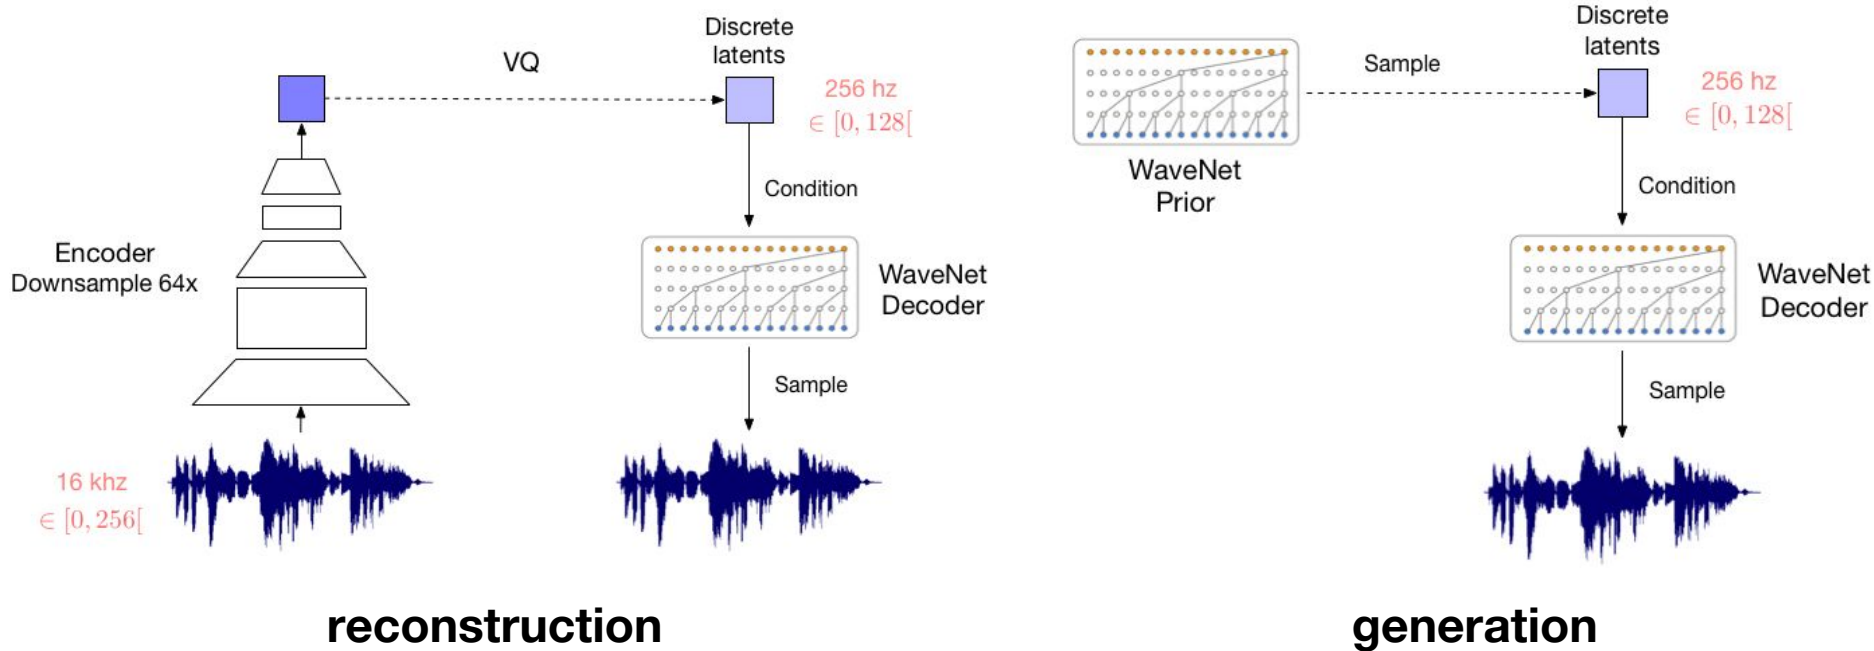 Discrete
latents
VQ
256 hz
∈ [0, 128[
Condition
Encoder
Downsample 64x
WaveNet
Decoder
Sample
16 khz
∈ [0, 256[
reconstruction
Discrete
latents
Sample
256 hz
∈ [0, 128[
WaveNet
Prior
Condition
WaveNet
Decoder
Sample
generation